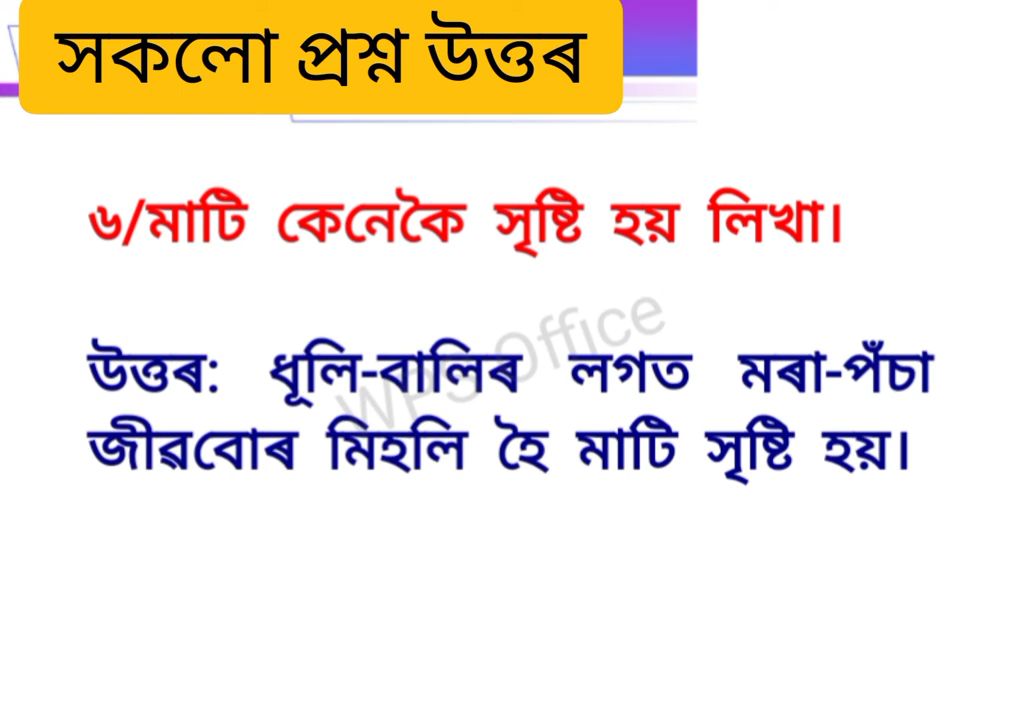 সকলো প্ৰশ্ন উত্তৰ
৬/মাটি কেনেকৈ সৃষ্টি হয় লিখা।
WPS Office
উত্তৰ: ধূলি-বালিৰ লগত মৰা-পঁচা
জীৱবোৰ মিহলি হৈ মাটি সৃষ্টি হয়।